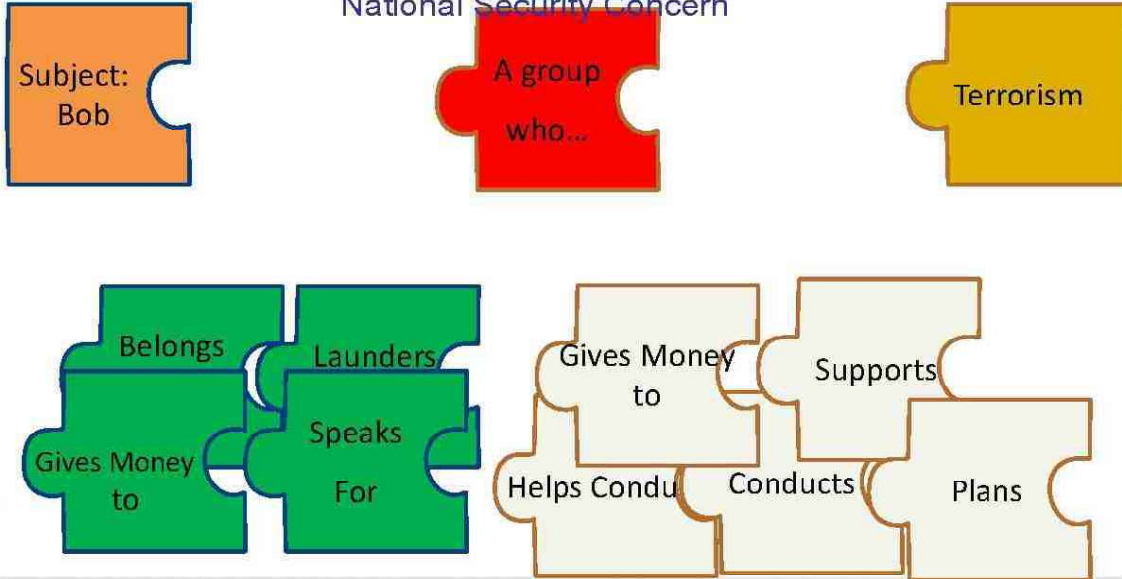 National Security Concern
Subject:
Bob
A group
who...
Terrorism
Belongs
Launders
Gives Money
to
Speaks
For
Gives Money
to
Supports
Helps Condu
Conducts
Plans